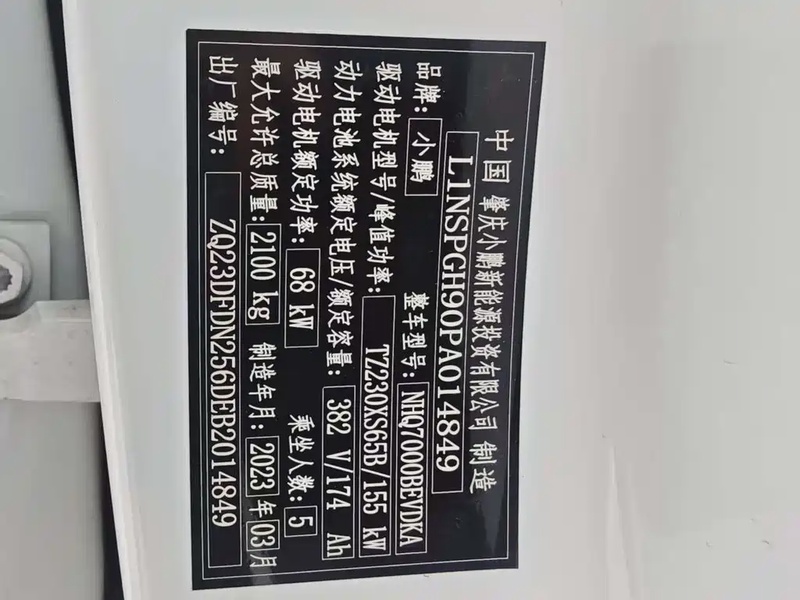 中国 肇庆小鹏新能源投资有限公司 制造
L1NSPGH90PA014849
品牌: 小鹏 整车型号: NHQ7000BEVDKA
驱动电机型号/峰值功率: TZ230XS65B/155 kW
动力电池系统额定电压/额定容量: 382 V/174 Ah
驱动电机额定功率: 68 kW 乘坐人数: 5
最大允许总质量: 2100 kg 制造年月: 2023 年 03 月
出厂编号: ZQ23DFDN256DEB2014849